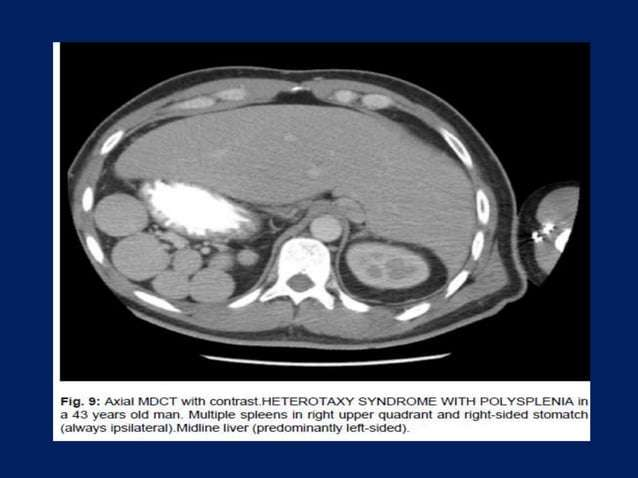 Fig. 9: Axial MDCT with contrast.HETEROTAXY SYNDROME WITH POLYSPLENIA in
a 43 years old man. Multiple spleens in right upper quadrant and right-sided stomatch
(always ipsilateral).Midline liver (predominantly left-sided).